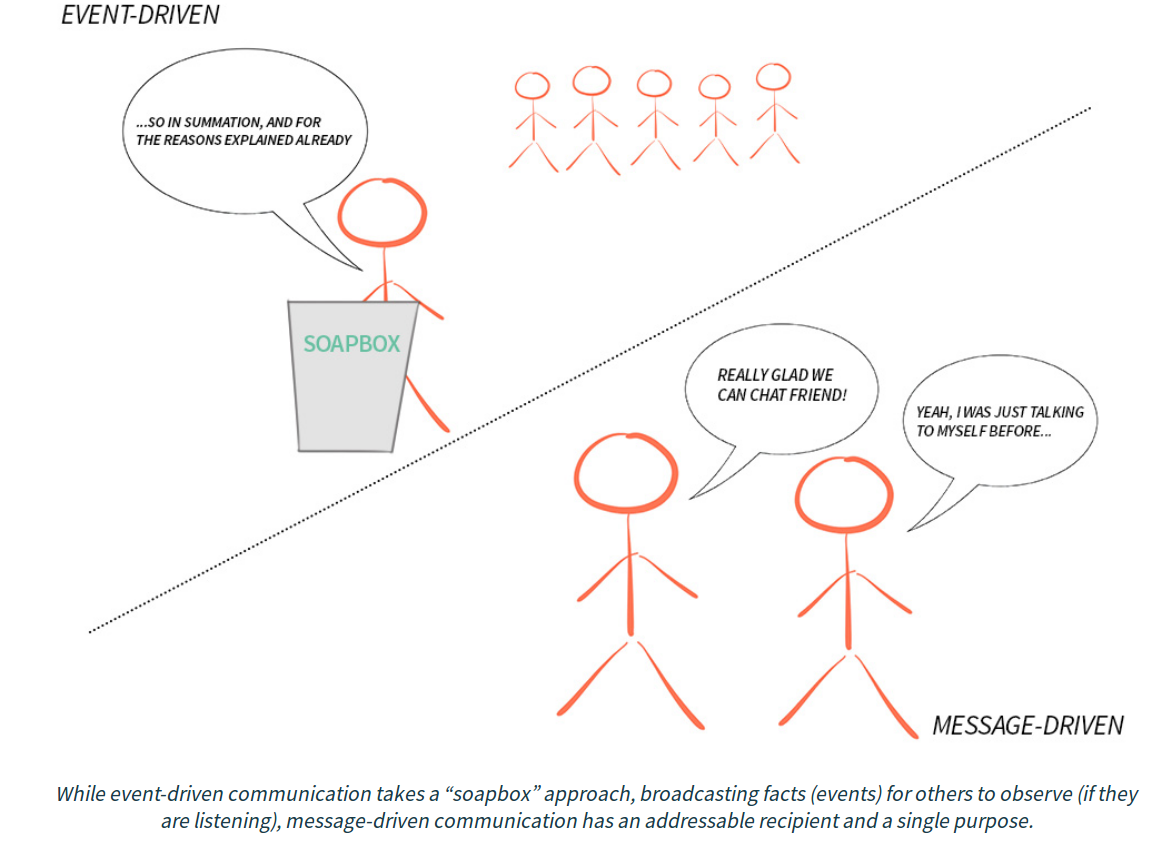 EVENT-DRIVEN
...SO IN SUMMATION, AND FOR
THE REASONS EXPLAINED ALREADY
SOAPBOX
REALLY GLAD WE
CAN CHAT FRIEND!
YEAH, I WAS JUST TALKING
TO MYSELF BEFORE...
MESSAGE-DRIVEN
While event-driven communication takes a “soapbox” approach, broadcasting facts (events) for others to observe (if they
are listening), message-driven communication has an addressable recipient and a single purpose.